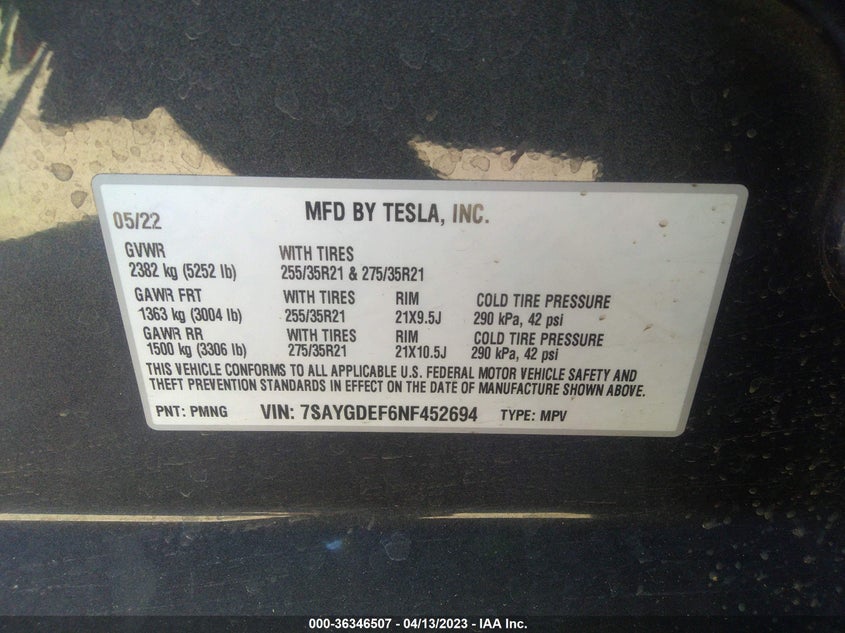 05/22 MFD BY TESLA, INC.
GVWR WITH TIRES
2382 kg (5252 lb) 255/35R21 & 275/35R21
GAWR FRT WITH TIRES RIM COLD TIRE PRESSURE
1363 kg (3004 lb) 255/35R21 21X9.5J 290 kPa, 42 psi
GAWR RR WITH TIRES RIM COLD TIRE PRESSURE
1500 kg (3306 lb) 275/35R21 21X10.5J 290 kPa, 42 psi
THIS VEHICLE CONFORMS TO ALL APPLICABLE U.S. FEDERAL MOTOR VEHICLE SAFETY AND
THEFT PREVENTION STANDARDS IN EFFECT ON THE DATE OF MANUFACTURE SHOWN ABOVE.
PNT: PMNG VIN: 7SAYGDEF6NF452694 TYPE: MPV
000-36346507 - 04/13/2023 - IAA Inc.